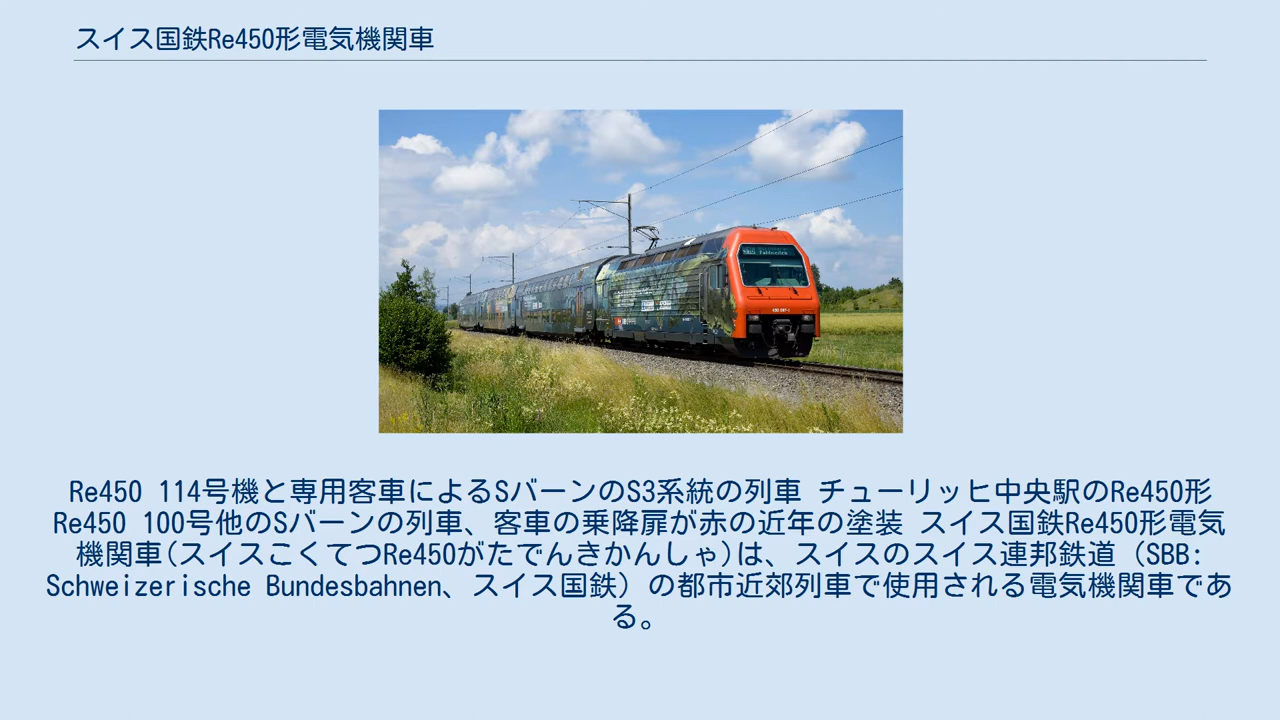 スイス国鉄Re450形電気機関車
Re450 114号機と専用客車によるSバーンのS3系統の列車 チューリッヒ中央駅のRe450形
Re450 100号他のSバーンの列車、客車の乗降扉が赤の近年の塗装 スイス国鉄Re450形電気
機関車(スイスこくてつRe450がたでんきかんしゃ)は、スイスのスイス連邦鉄道（SBB:
Schweizerische Bundesbahnen、スイス国鉄）の都市近郊列車で使用される電気機関車であ
る。